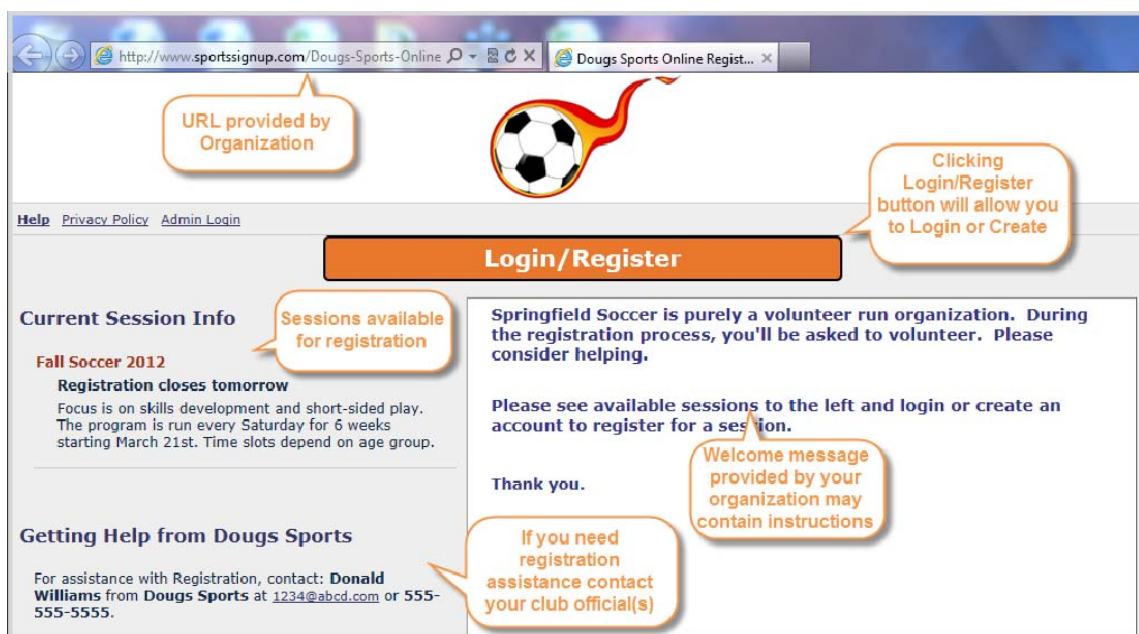 http://www.sportssignup.com/Dougs-Sports-Online
Dougs Sports Online Regist...
URL provided by
Organization
Clicking
Login/Register
button will allow you
to Login or Create
Help Privacy Policy Admin Login
Login/Register
Current Session Info
Sessions available
for registration
Fall Soccer 2012
Registration closes tomorrow
Focus is on skills development and short-sided play.
The program is run every Saturday for 6 weeks
starting March 21st. Time slots depend on age group.
Springfield Soccer is purely a volunteer run organization. During
the registration process, you'll be asked to volunteer. Please
consider helping.
Please see available sessions to the left and login or create an
account to register for a session.
Thank you.
Welcome message
provided by your
organization may
contain instructions
Getting Help from Dougs Sports
For assistance with Registration, contact: Donald
Williams from Dougs Sports at 1234@abcd.com or 555-
555-5555.
If you need
registration
assistance contact
your club official(s)